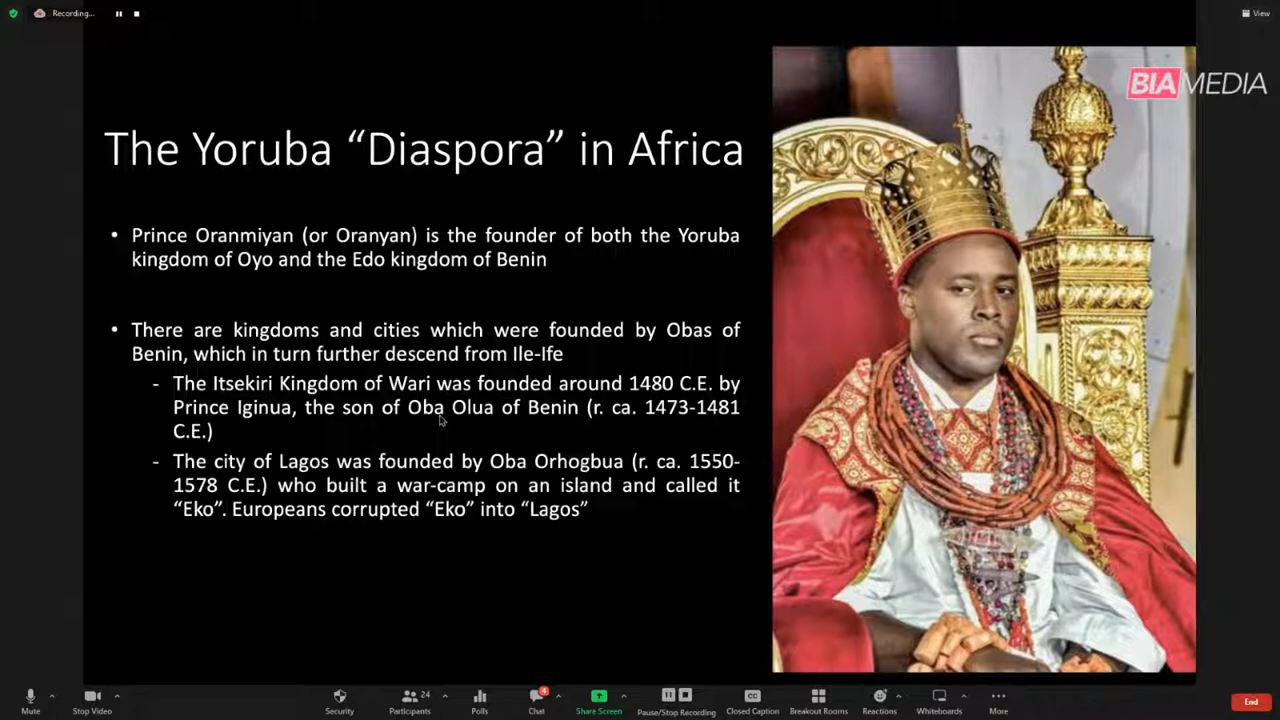 Recording...
View
BIAMEDIA
The Yoruba “Diaspora” in Africa
• Prince Oranmiyan (or Oranyan) is the founder of both the Yoruba
kingdom of Oyo and the Edo kingdom of Benin
• There are kingdoms and cities which were founded by Obas of
Benin, which in turn further descend from Ile-Ife
- The Itsekiri Kingdom of Wari was founded around 1480 C.E. by
Prince Iginua, the son of Oba Olua of Benin (r. ca. 1473-1481
C.E.)
- The city of Lagos was founded by Oba Orhogbua (r. ca. 1550-
1578 C.E.) who built a war-camp on an island and called it
“Eko”. Europeans corrupted “Eko” into “Lagos”
Mute
Stop Video
Security
Participants 24
Polls
Chat 4
Share Screen
Pause/Stop Recording
Closed Caption
Breakout Rooms
Reactions
Whiteboards
More
End